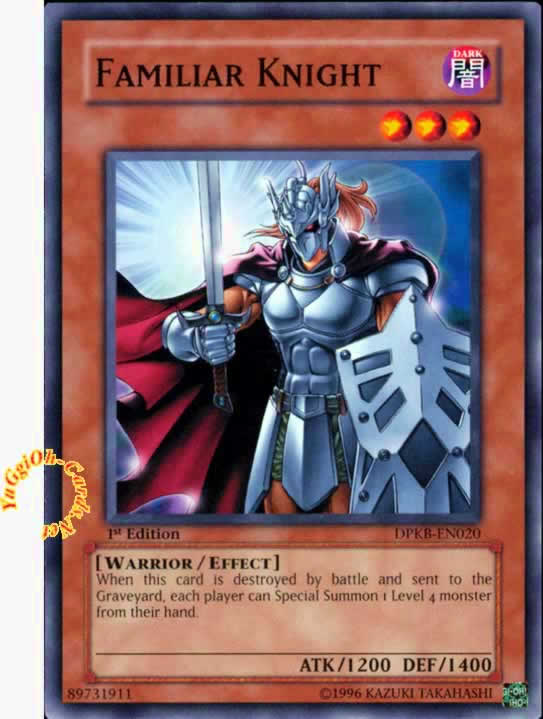 FAMILIAR KNIGHT
DARK
闇
1st Edition
DPKB-EN020
[WARRIOR / EFFECT]
When this card is destroyed by battle and sent to the
Graveyard, each player can Special Summon 1 Level 4 monster
from their hand.
ATK/1200 DEF/1400
89731911
©1996 KAZUKI TAKAHASHI
YuGgiOh-Cards.Net